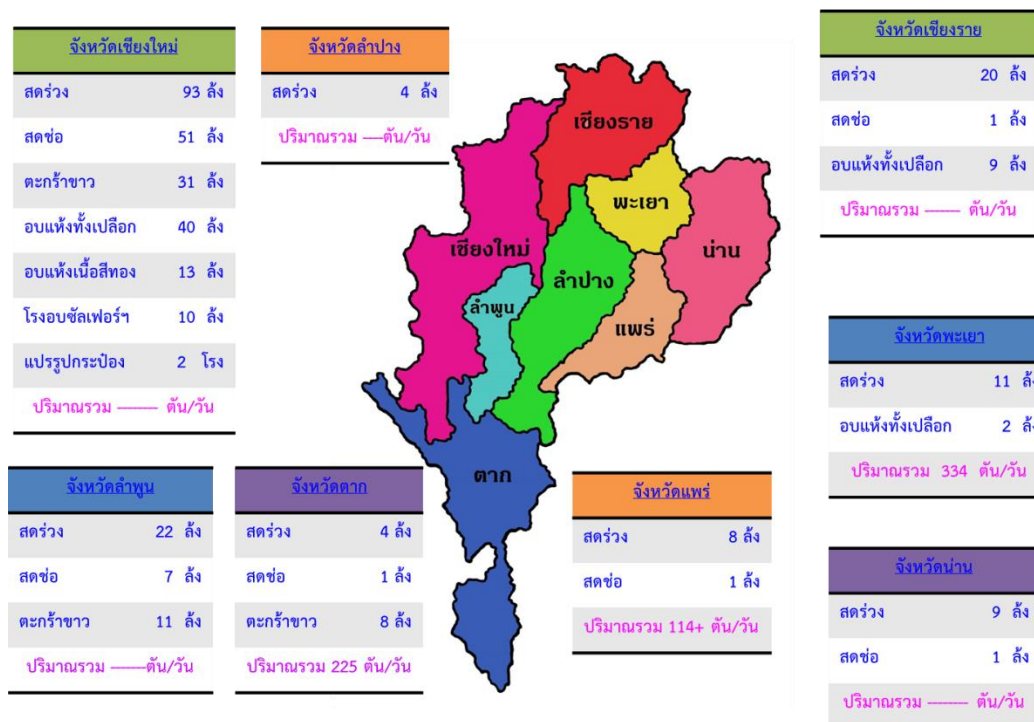 จังหวัดเชียงใหม่
สดร่วง 93 ล้ง
สดช่อ 51 ล้ง
ตะกร้าขาว 31 ล้ง
อบแห้งทั้งเปลือก 40 ล้ง
อบแห้งเนื้อสีทอง 13 ล้ง
โรงอบซัลเฟอร์ฯ 10 ล้ง
แปรรูปกระป๋อง 2 โรง
ปริมาณรวม ------- ตัน/วัน
จังหวัดลำปาง
สดร่วง 4 ล้ง
ปริมาณรวม ----ตัน/วัน
จังหวัดเชียงราย
สดร่วง 20 ล้ง
สดช่อ 1 ล้ง
อบแห้งทั้งเปลือก 9 ล้ง
ปริมาณรวม ------- ตัน/วัน
เชียงราย
พะเยา
น่าน
เชียงใหม่
ลำปาง
ลำพูน
แพร่
ตาก
จังหวัดพะเยา
สดร่วง 11 ล้ง
อบแห้งทั้งเปลือก 2 ล้ง
ปริมาณรวม 334 ตัน/วัน
จังหวัดลำพูน
สดร่วง 22 ล้ง
สดช่อ 7 ล้ง
ตะกร้าขาว 11 ล้ง
ปริมาณรวม -------ตัน/วัน
จังหวัดตาก
สดร่วง 4 ล้ง
สดช่อ 1 ล้ง
ตะกร้าขาว 8 ล้ง
ปริมาณรวม 225 ตัน/วัน
จังหวัดแพร่
สดร่วง 8 ล้ง
สดช่อ 1 ล้ง
ปริมาณรวม 114+ ตัน/วัน
จังหวัดน่าน
สดร่วง 9 ล้ง
สดช่อ 1 ล้ง
ปริมาณรวม ------- ตัน/วัน